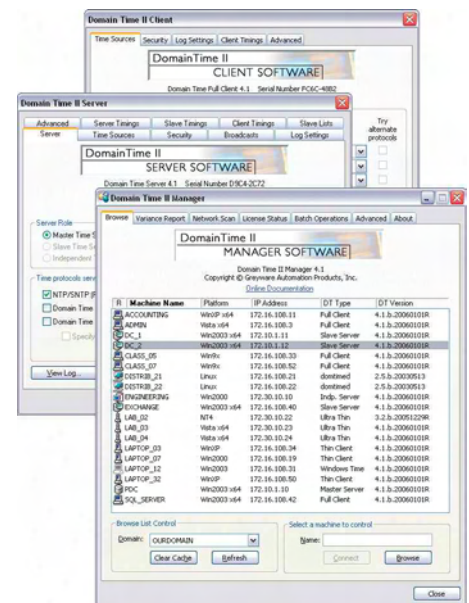 Domain Time II Client
Time Sources Security Log Settings Client Timings Advanced
DomainTime II
CLIENT SOFTWARE
Domain Time Full Client 4.1 Serial Number PC6C-48B2
Domain Time II Server
Advanced Server Timings Slave Timings Client Timings Slave Lists
Server Time Sources Security Broadcasts Log Settings
Try
alternate
protocols
DomainTime II
SERVER SOFTWARE
Domain Time Server 4.1 Serial Number D9C4-2C72
Server Role
Master Time S
Slave Time Se
Independent
Time protocols serv
NTP/SNTP (R
Domain Time
Domain Time
Specify
View Log...
Domain Time II Manager
Browse Variance Report Network Scan License Status Batch Operations Advanced About
DomainTime II
MANAGER SOFTWARE
Domain Time II Manager 4.1
Copyright © Greyware Automation Products, Inc.
Online Documentation
R Machine Name Platform IP Address DT Type DT Version
ACCOUNTING WinXP x64 172.16.108.11 Full Client 4.1.b.20060101R
ADMIN Vista x64 172.16.108.3 Full Client 4.1.b.20060101R
DC_1 Win2003 x64 172.10.1.11 Slave Server 4.1.b.20060101R
DC_2 Win2003 x64 172.10.1.12 Slave Server 4.1.b.20060101R
CLASS_05 Win9x 172.16.108.33 Full Client 4.1.b.20060101R
CLASS_07 Win9x 172.16.108.52 Full Client 4.1.b.20060101R
DISTRIB_21 Linux 172.16.108.21 domtimed 2.5.b.20030513
DISTRIB_22 Linux 172.16.108.22 domtimed 2.5.b.20030513
ENGINEERING Win2000 172.30.10.10 Indp. Server 4.1.b.20060101R
EXCHANGE Win2003 x64 172.16.108.40 Slave Server 4.1.b.20060101R
LAB_02 NT4 172.30.10.22 Ultra Thin 3.2.b.20051229R
LAB_03 Vista x64 172.30.10.23 Ultra Thin 4.1.b.20060101R
LAB_04 Vista x64 172.30.10.24 Ultra Thin 4.1.b.20060101R
LAPTOP_03 WinXP 172.16.108.34 Thin Client 4.1.b.20060101R
LAPTOP_07 Win2000 172.16.108.19 Thin Client 4.1.b.20060101R
LAPTOP_12 Win2003 172.16.108.31 Windows Time 4.1.b.20060101R
LAPTOP_32 WinXP 172.16.108.50 Thin Client 4.1.b.20060101R
PDC Win2003 x64 172.10.1.10 Master Server 4.1.b.20060101R
SQL_SERVER Win2003 x64 172.16.108.42 Full Client 4.1.b.20060101R
Browse List Control Select a machine to control
Domain: OURDOMAIN Name:
Clear Cache Refresh Connect Browse
Close